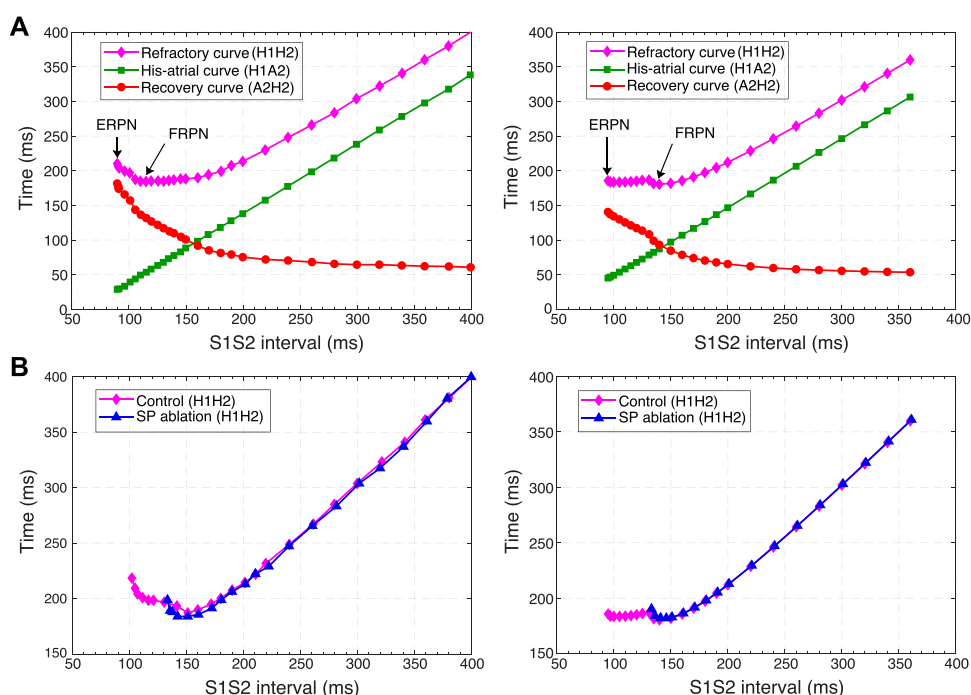 A
Time (ms)
400
350
300
250
200
150
100
50
0
Refractory curve (H1H2)
His-atrial curve (H1A2)
Recovery curve (A2H2)
ERPN
FRPN
50 100 150 200 250 300 350 400
S1S2 interval (ms)
Time (ms)
400
350
300
250
200
150
100
50
0
Refractory curve (H1H2)
His-atrial curve (H1A2)
Recovery curve (A2H2)
ERPN
FRPN
50 100 150 200 250 300 350 400
S1S2 interval (ms)
B
Time (ms)
400
350
300
250
200
150
Control (H1H2)
SP ablation (H1H2)
50 100 150 200 250 300 350 400
S1S2 interval (ms)
Time (ms)
400
350
300
250
200
150
Control (H1H2)
SP ablation (H1H2)
50 100 150 200 250 300 350 400
S1S2 interval (ms)